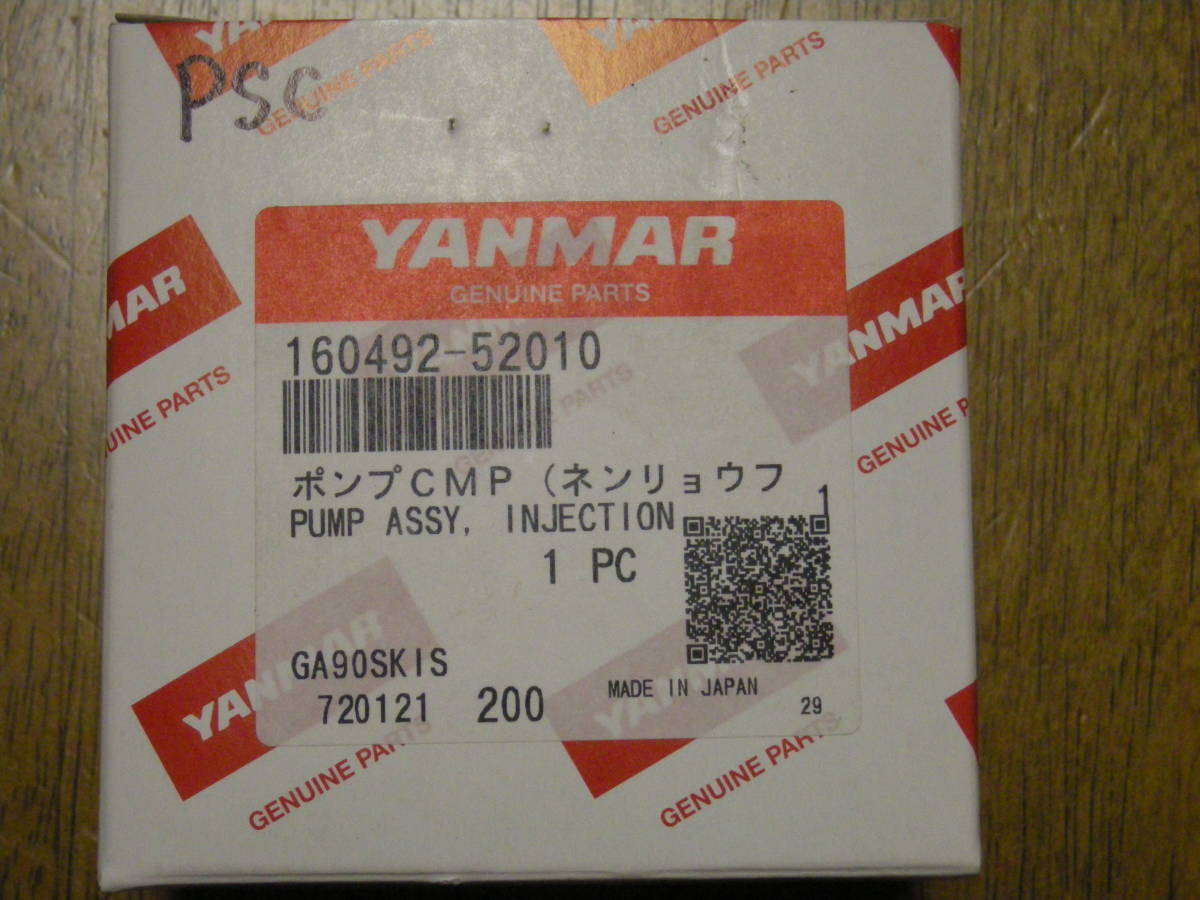 PSC
GENUINE PARTS
GENUINE PARTS
YANMAR
GENUINE PARTS
160492-52010
ポンプCMP (ネンリョウフ
1
PUMP ASSY, INJECTION
1 PC
GA90SKIS
720121 200
MADE IN JAPAN
29
MAR
UINE PARTS
YANMAR
GENUINE P
YANMAR
GENUINE PARTS
YANMAR
GENUINE PARTS